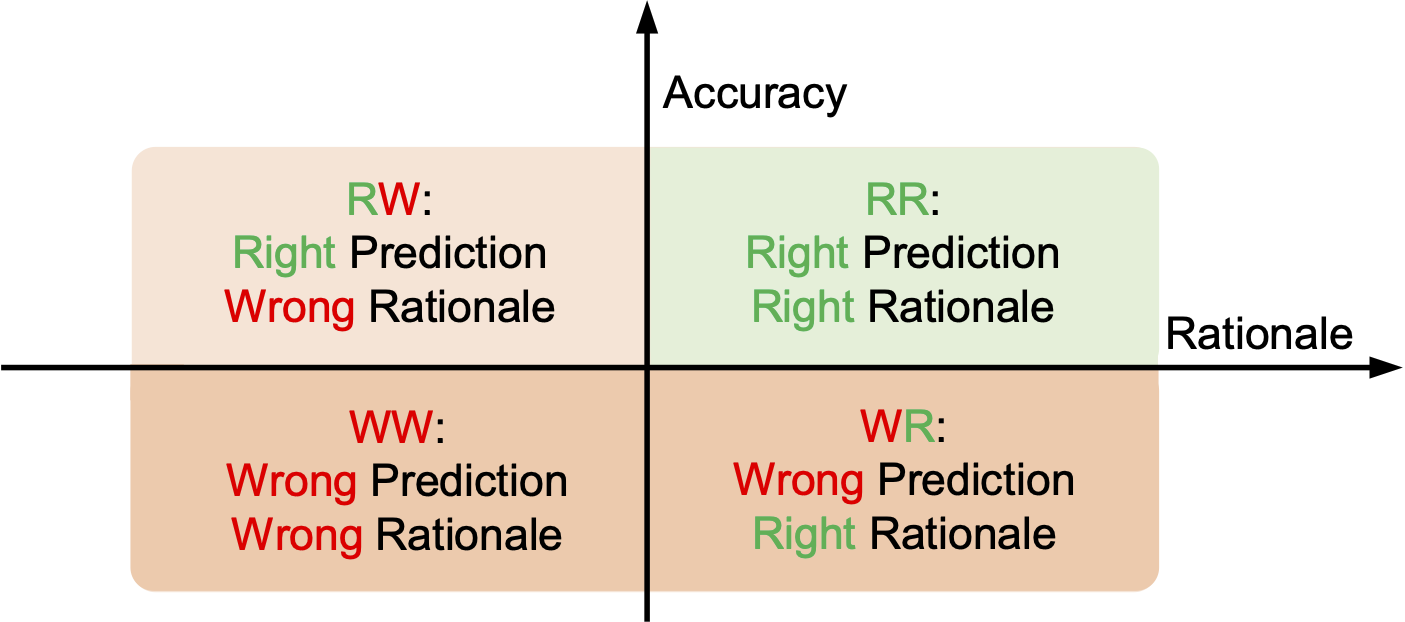 Accuracy
RW:
Right Prediction
Wrong Rationale
RR:
Right Prediction
Right Rationale
Rationale
WW:
Wrong Prediction
Wrong Rationale
WR:
Wrong Prediction
Right Rationale